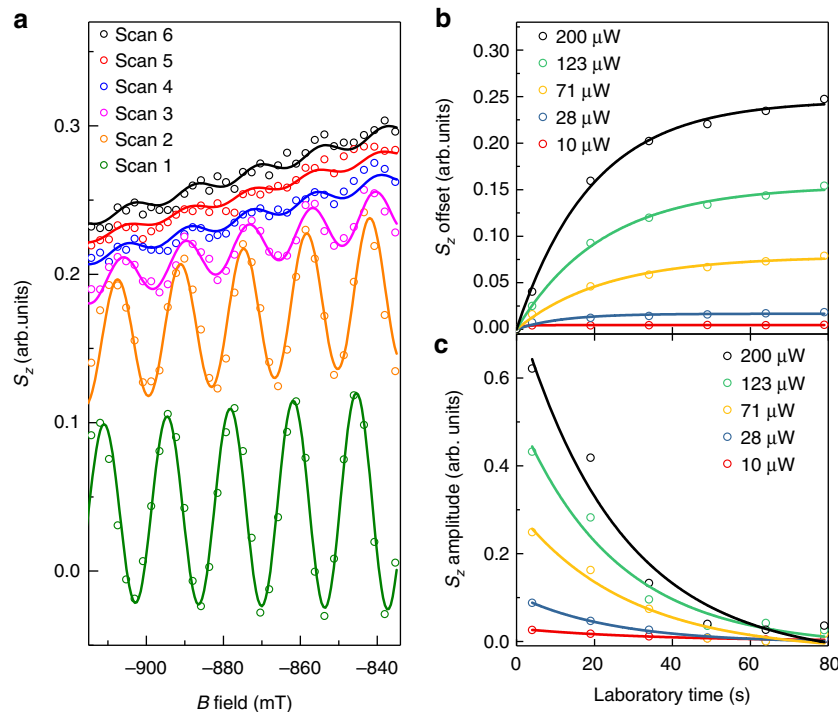 a
Scan 6
Scan 5
Scan 4
Scan 3
Scan 2
Scan 1
0.3
0.2
0.1
0.0
Sz (arb.units)
−900
−880
−860
−840
B field (mT)
b
200 μW
123 μW
71 μW
28 μW
10 μW
0.30
0.25
0.20
0.15
0.10
0.05
0.00
Sz offset (arb.units)
c
200 μW
123 μW
71 μW
28 μW
10 μW
0.6
0.4
0.2
0.0
Sz amplitude (arb. units)
0
20
40
60
80
Laboratory time (s)